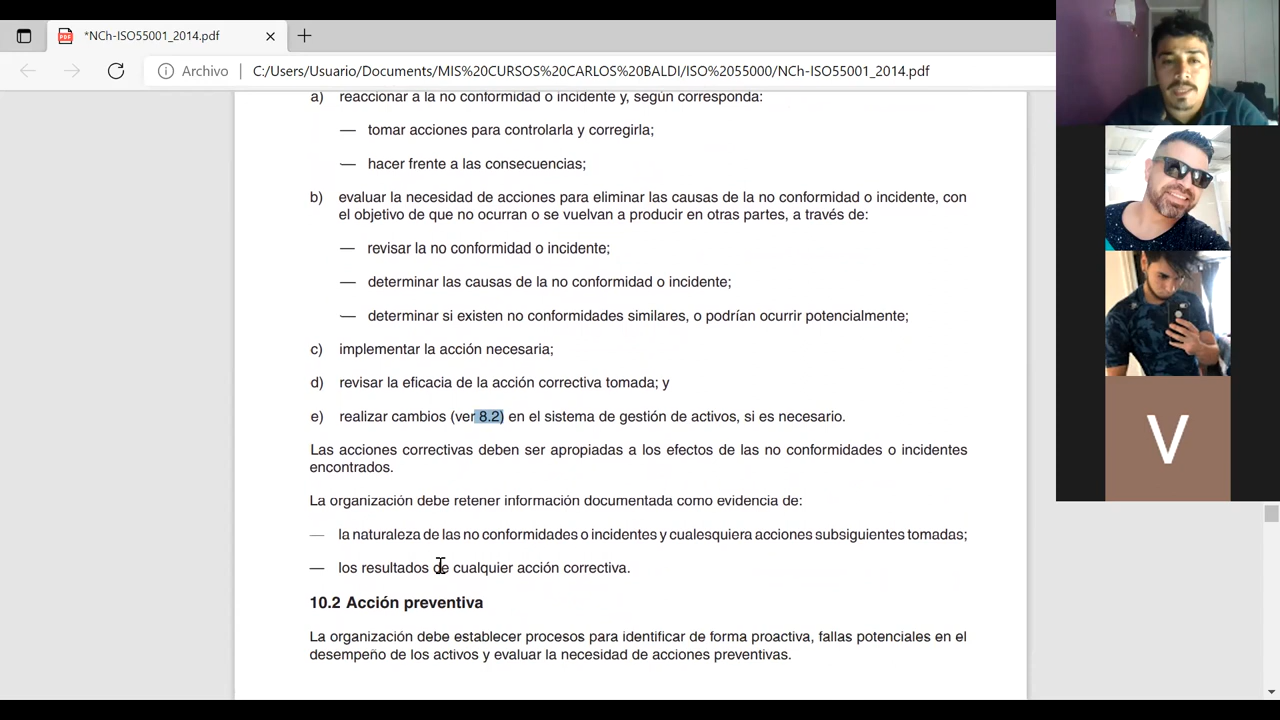 *NCh-ISO55001_2014.pdf
Archivo
C:/Users/Usuario/Documents/MIS%20CURSOS%20CARLOS%20BALDI/ISO%2055000/NCh-ISO55001_2014.pdf
a) reaccionar a la no conformidad o incidente y, según corresponda:
— tomar acciones para controlarla y corregirla;
— hacer frente a las consecuencias;
b) evaluar la necesidad de acciones para eliminar las causas de la no conformidad o incidente, con
el objetivo de que no ocurran o se vuelvan a producir en otras partes, a través de:
— revisar la no conformidad o incidente;
— determinar las causas de la no conformidad o incidente;
— determinar si existen no conformidades similares, o podrían ocurrir potencialmente;
c) implementar la acción necesaria;
d) revisar la eficacia de la acción correctiva tomada; y
e) realizar cambios (ver 8.2) en el sistema de gestión de activos, si es necesario.
Las acciones correctivas deben ser apropiadas a los efectos de las no conformidades o incidentes
encontrados.
La organización debe retener información documentada como evidencia de:
— la naturaleza de las no conformidades o incidentes y cualesquiera acciones subsiguientes tomadas;
— los resultados de cualquier acción correctiva.
10.2 Acción preventiva
La organización debe establecer procesos para identificar de forma proactiva, fallas potenciales en el
desempeño de los activos y evaluar la necesidad de acciones preventivas.
V